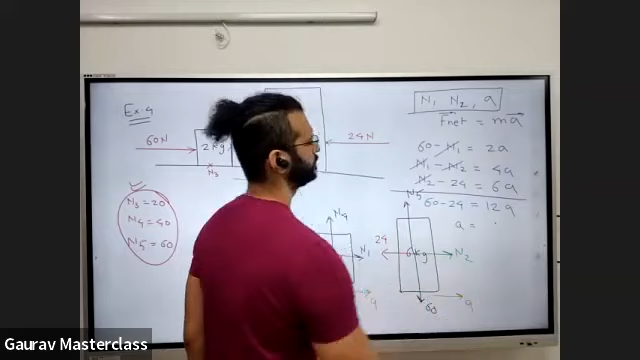 Ex-4
60N
2kg
24N
N3
N3 = 20
N4 = 40
N5 = 60
N1, N2, a
Fnet = ma
60 - N1 = 2a
N1 - N2 = 4a
N2 - 24 = 6a
60 - 24 = 12a
a =
N4
N1
a
N5
24
6kg
N2
6g
a
Gaurav Masterclass